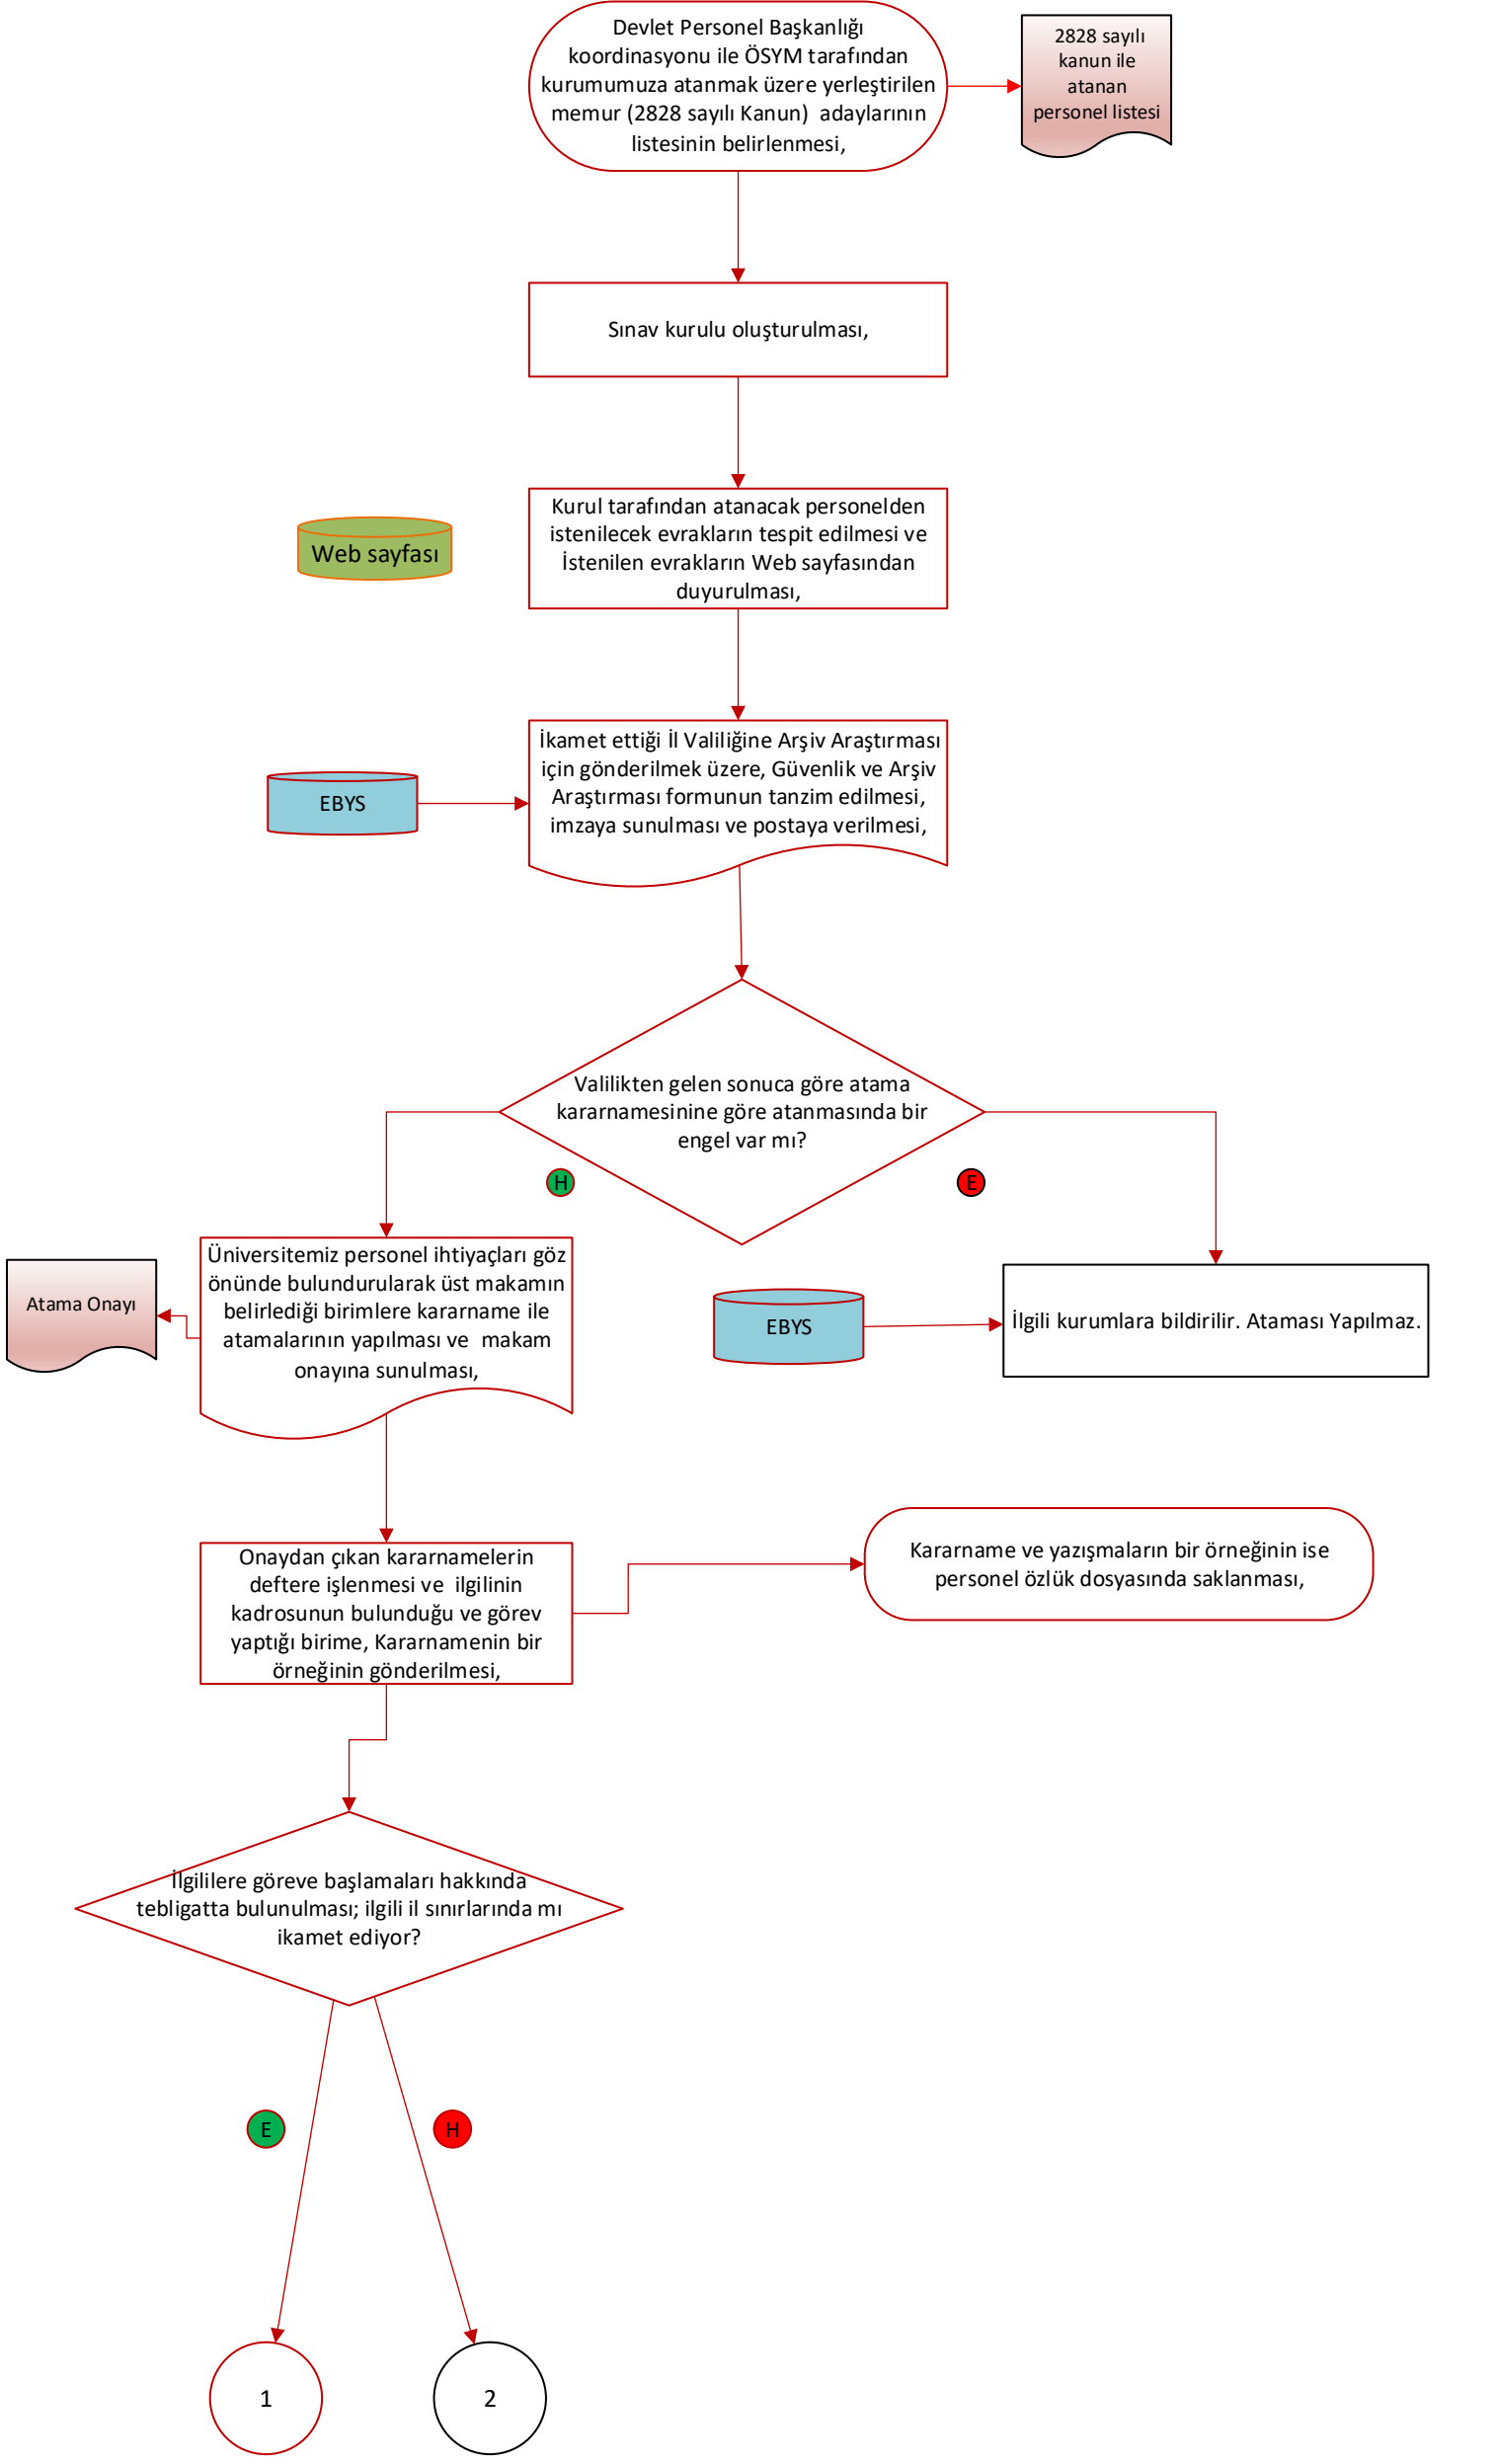 Devlet Personel Başkanlığı
koordinasyonu ile ÖSYM tarafından
kurumumuza atanmak üzere yerleştirilen
memur (2828 sayılı Kanun)  adaylarının
listesinin belirlenmesi,
2828 sayılı
kanun ile
atanan
personel listesi
Sınav kurulu oluşturulması,
Kurul tarafından atanacak personelden
istenilecek evrakların tespit edilmesi ve
İstenilen evrakların Web sayfasından
duyurulması,
Web sayfası
İkamet ettiği İl Valiliğine Arşiv Araştırması
için gönderilmek üzere, Güvenlik ve Arşiv
Araştırması formunun tanzim edilmesi,
imzaya sunulması ve postaya verilmesi,
EBYS
Valilikten gelen sonuca göre atama
kararnamesinine göre atanmasında bir
engel var mı?
H
E
Üniversitemiz personel ihtiyaçları göz
önünde bulundurularak üst makamın
belirlediği birimlere kararname ile
atamalarının yapılması ve  makam
onayına sunulması,
Atama Onayı
EBYS
İlgili kurumlara bildirilir. Ataması Yapılmaz.
Onaydan çıkan kararnamelerin
deftere işlenmesi ve  ilgilinin
kadrosunun bulunduğu ve görev
yaptığı birime, Kararnamenin bir
örneğinin gönderilmesi,
Kararname ve yazışmaların bir örneğinin ise
personel özlük dosyasında saklanması,
İlgililere göreve başlamaları hakkında
tebligatta bulunulması; ilgili il sınırlarında mı
ikamet ediyor?
E
H
1
2